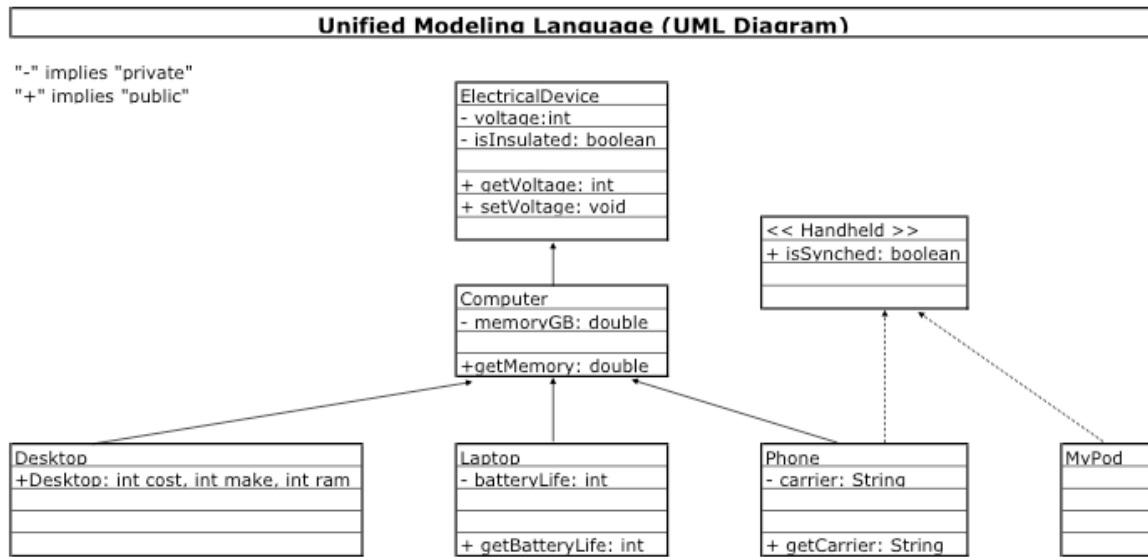 Unified Modeling Language (UML Diagram)
"-" implies "private"
"+" implies "public"
ElectricalDevice
- voltage:int
- isInsulated: boolean
+ getVoltage: int
+ setVoltage: void
<< Handheld >>
+ isSynched: boolean
Computer
- memoryGB: double
+getMemory: double
Desktop
+Desktop: int cost, int make, int ram
Laptop
- batteryLife: int
+ getBatteryLife: int
Phone
- carrier: String
+ getCarrier: String
MyPod